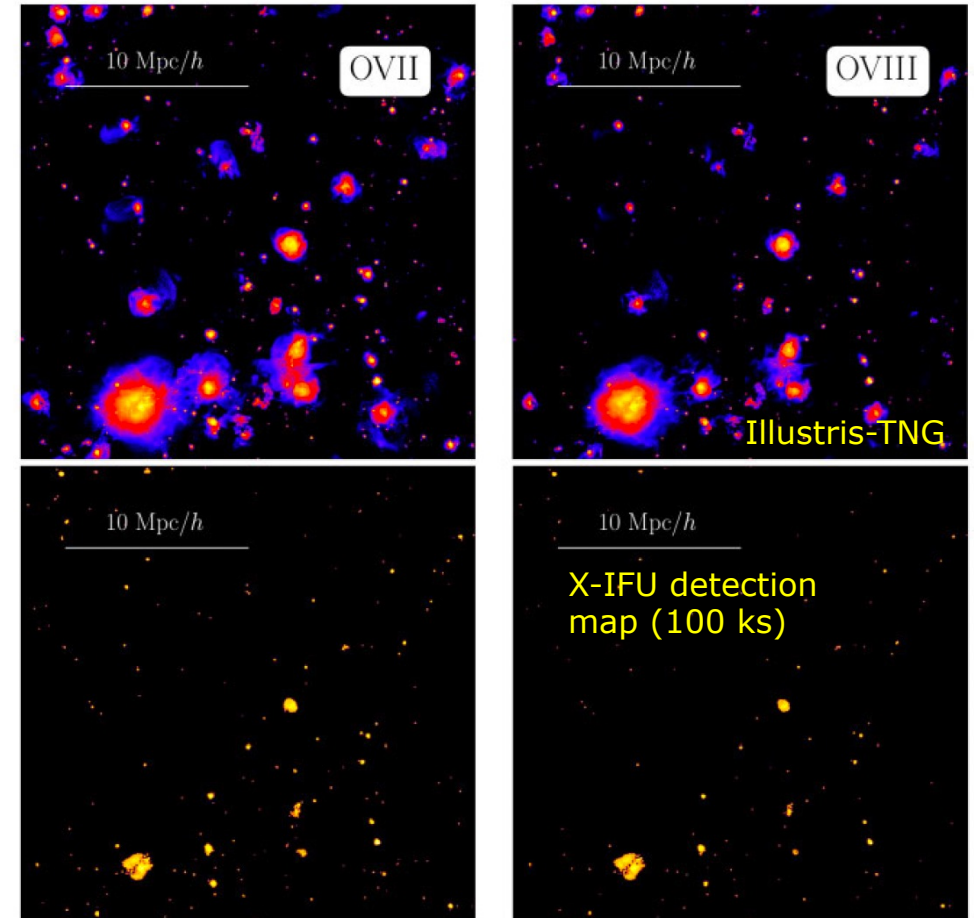 10 Mpc/h
OVII
10 Mpc/h
OVIII
Illustris-TNG
10 Mpc/h
10 Mpc/h
X-IFU detection
map (100 ks)